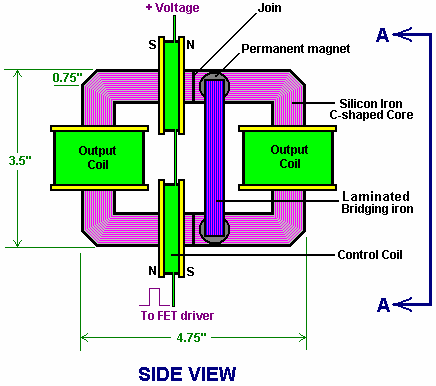 + Voltage
S N
Join
Permanent magnet
A
0.75"
Silicon Iron
C-shaped Core
3.5"
Output
Coil
Output
Coil
Laminated
Bridging iron
Control Coil
N S
A
To FET driver
4.75"
SIDE VIEW